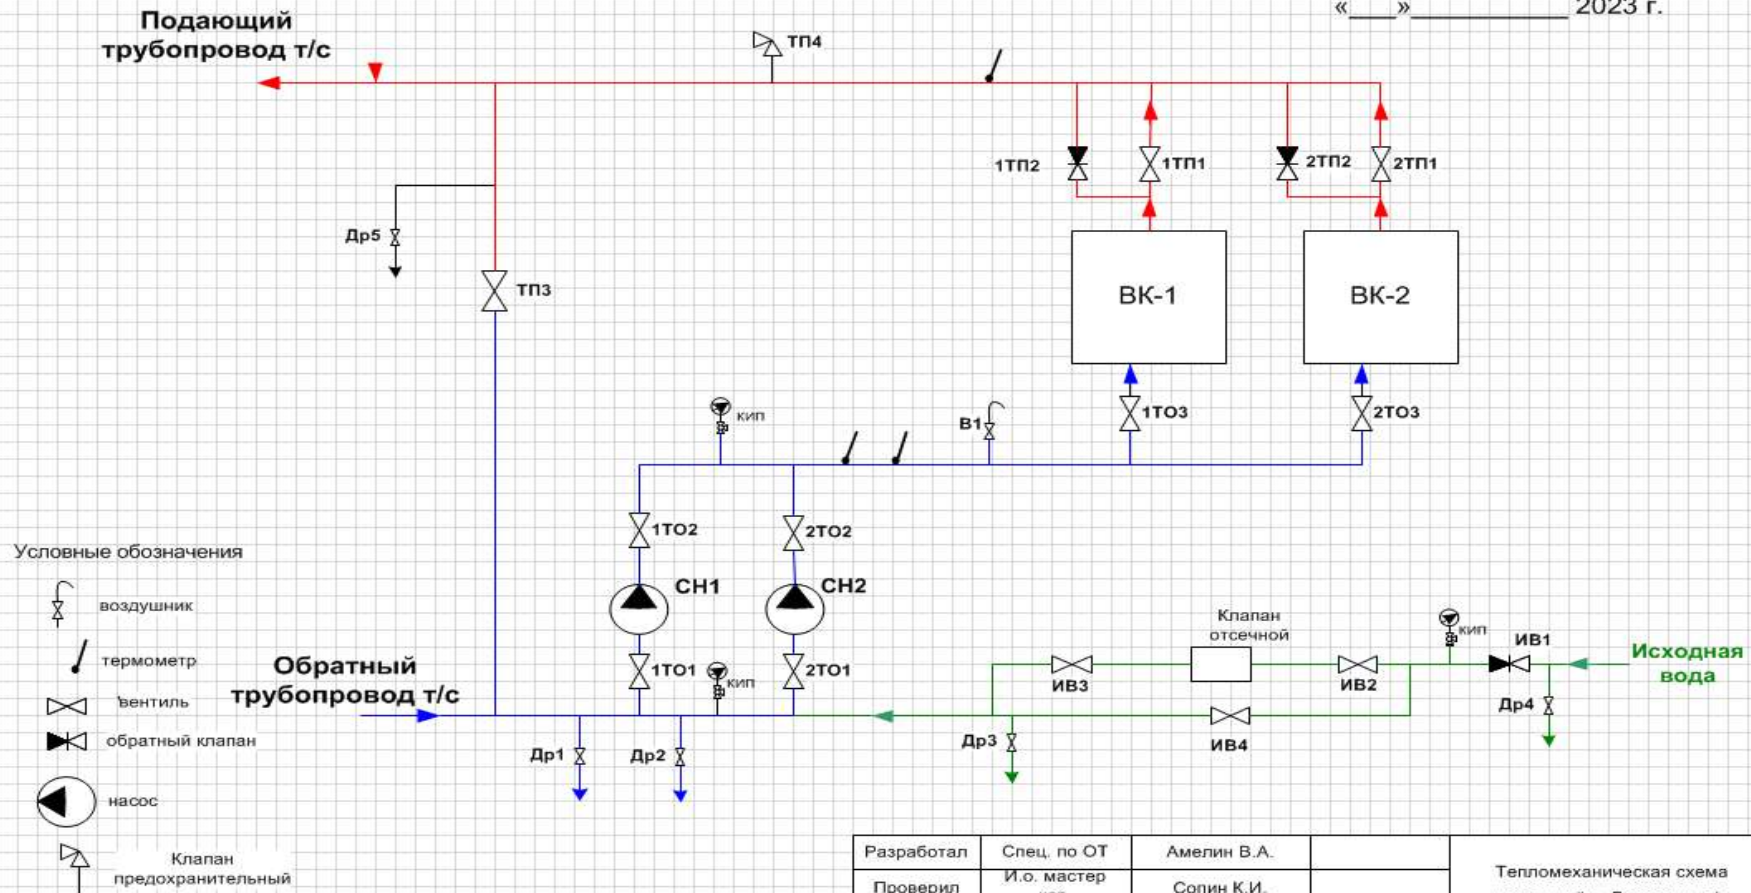 «____»______________ 2023 г.
Подающий
трубопровод т/с
ТП4
1ТП2
1ТП1
2ТП2
2ТП1
Др5
ТП3
ВК-1
ВК-2
кип
В1
1ТО3
2ТО3
1ТО2
2ТО2
Условные обозначения
воздушник
термометр
вентиль
обратный клапан
насос
Клапан
предохранительный
СН1
СН2
Обратный
трубопровод т/с
1ТО1
кип
2ТО1
Клапан
отсечной
кип
ИВ1
Исходная
вода
ИВ3
ИВ2
Др4
Др1
Др2
Др3
ИВ4
Разработал Спец. по ОТ Амелин В.А.
Проверил И.о. мастер Сопин К.И.
Тепломеханическая схема